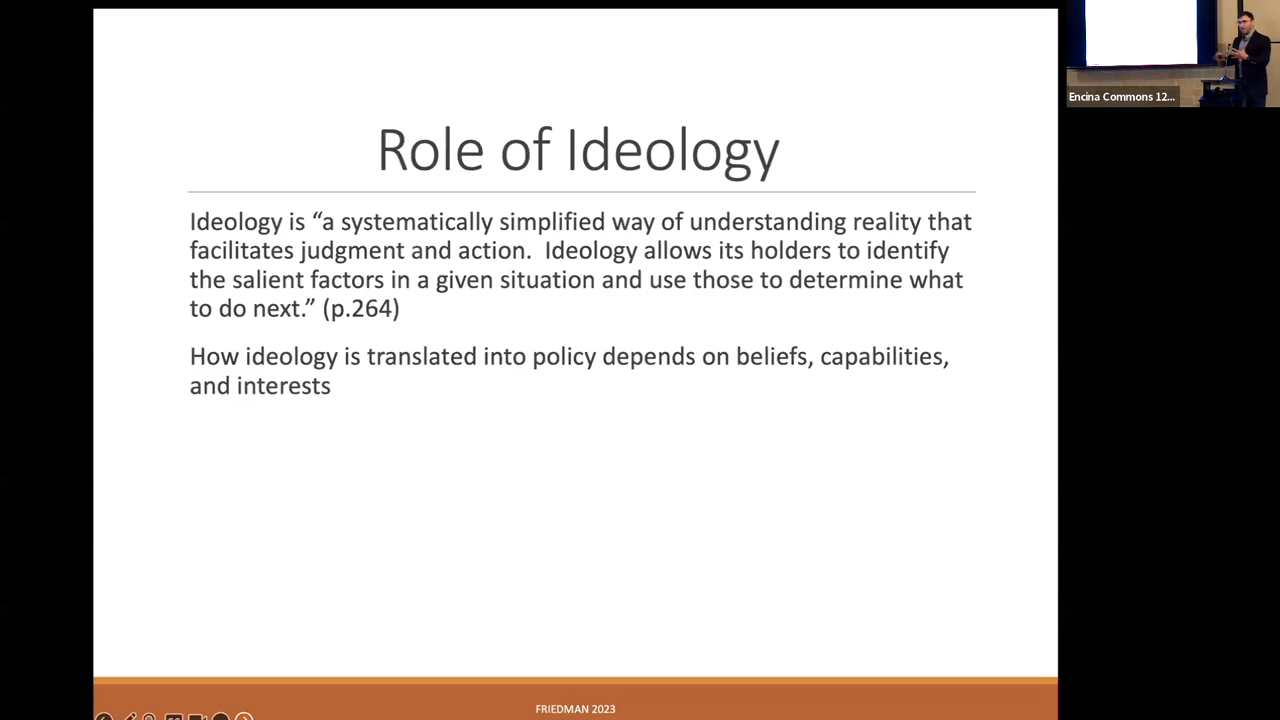 Role of Ideology
Ideology is “a systematically simplified way of understanding reality that
facilitates judgment and action.  Ideology allows its holders to identify
the salient factors in a given situation and use those to determine what
to do next.” (p.264)
How ideology is translated into policy depends on beliefs, capabilities,
and interests
FRIEDMAN 2023
Encina Commons 12...